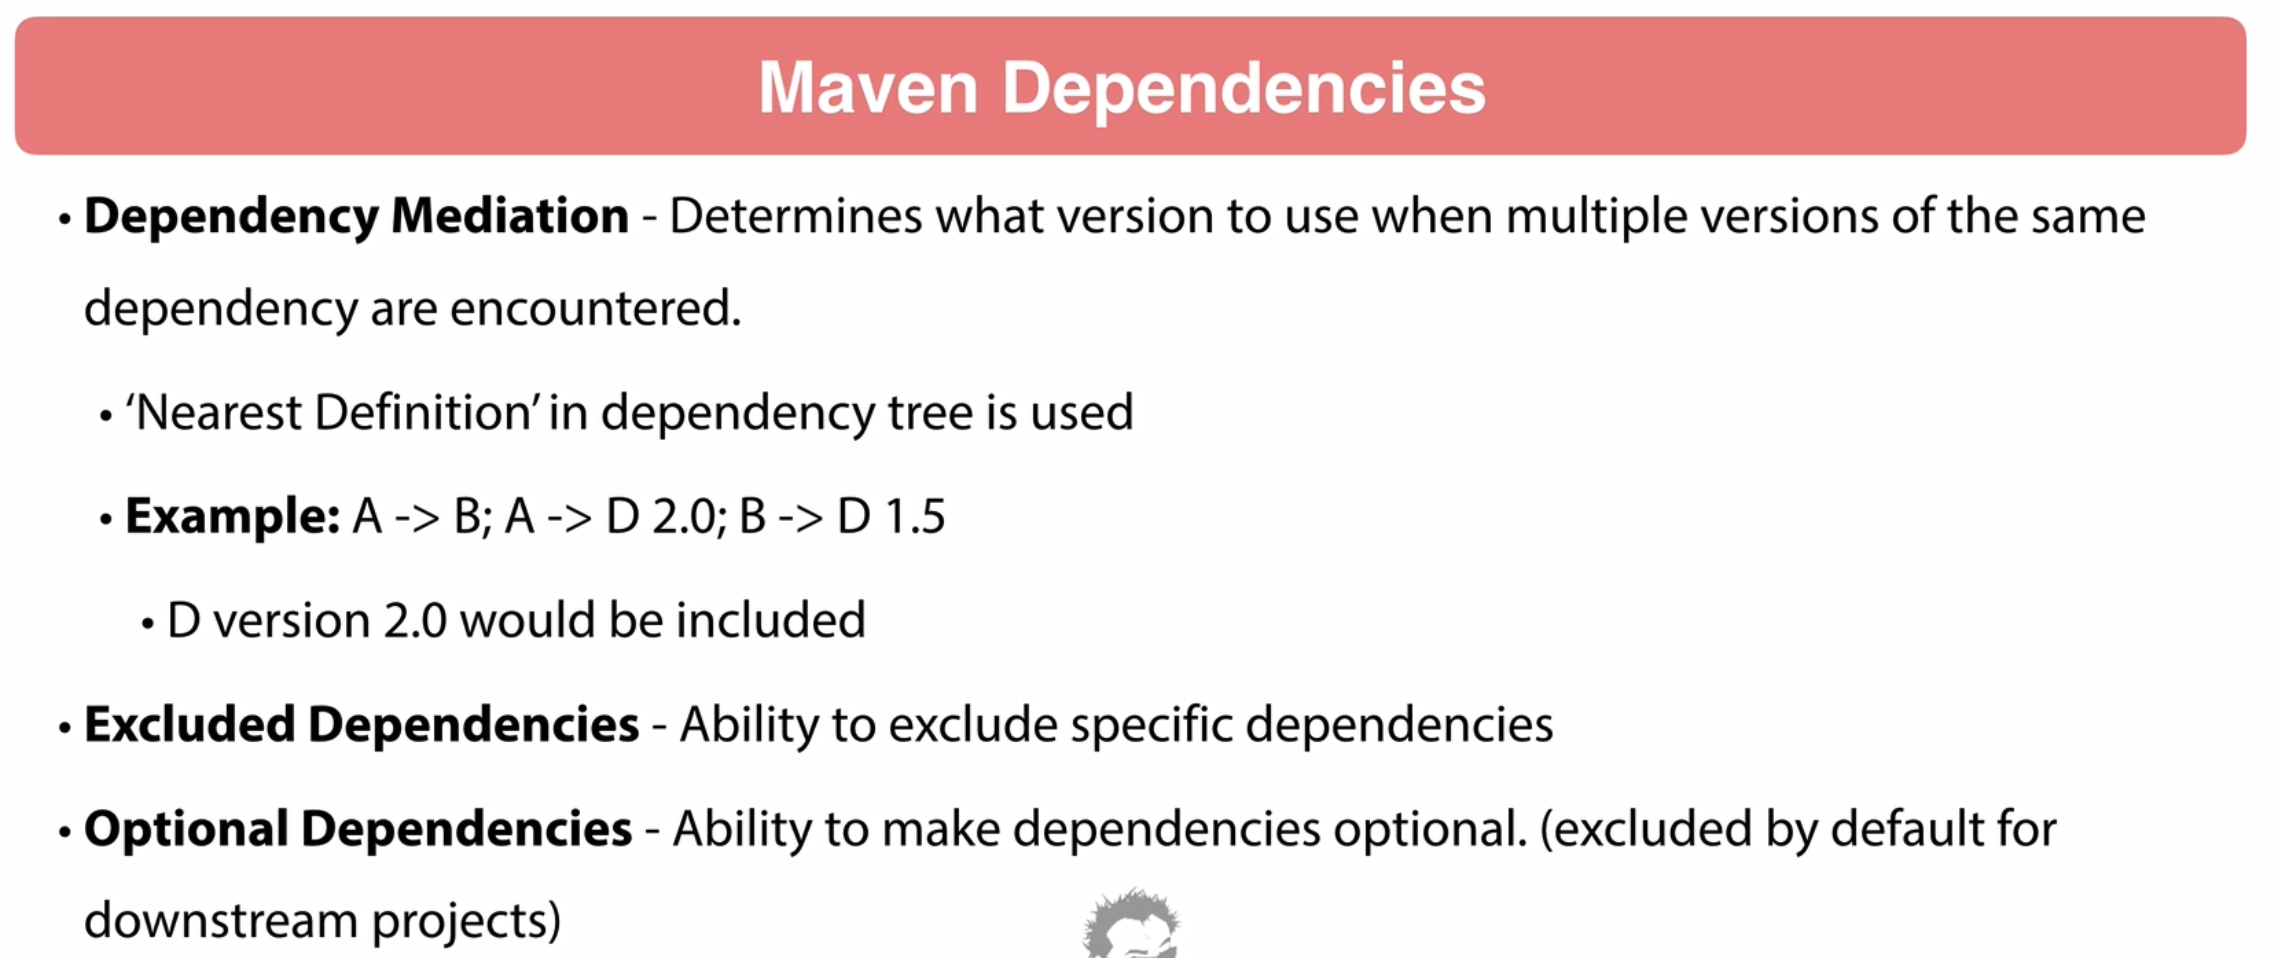 Maven Dependencies
• Dependency Mediation - Determines what version to use when multiple versions of the same
dependency are encountered.
• ‘Nearest Definition’ in dependency tree is used
• Example: A -> B; A -> D 2.0; B -> D 1.5
• D version 2.0 would be included
• Excluded Dependencies - Ability to exclude specific dependencies
• Optional Dependencies - Ability to make dependencies optional. (excluded by default for
downstream projects)